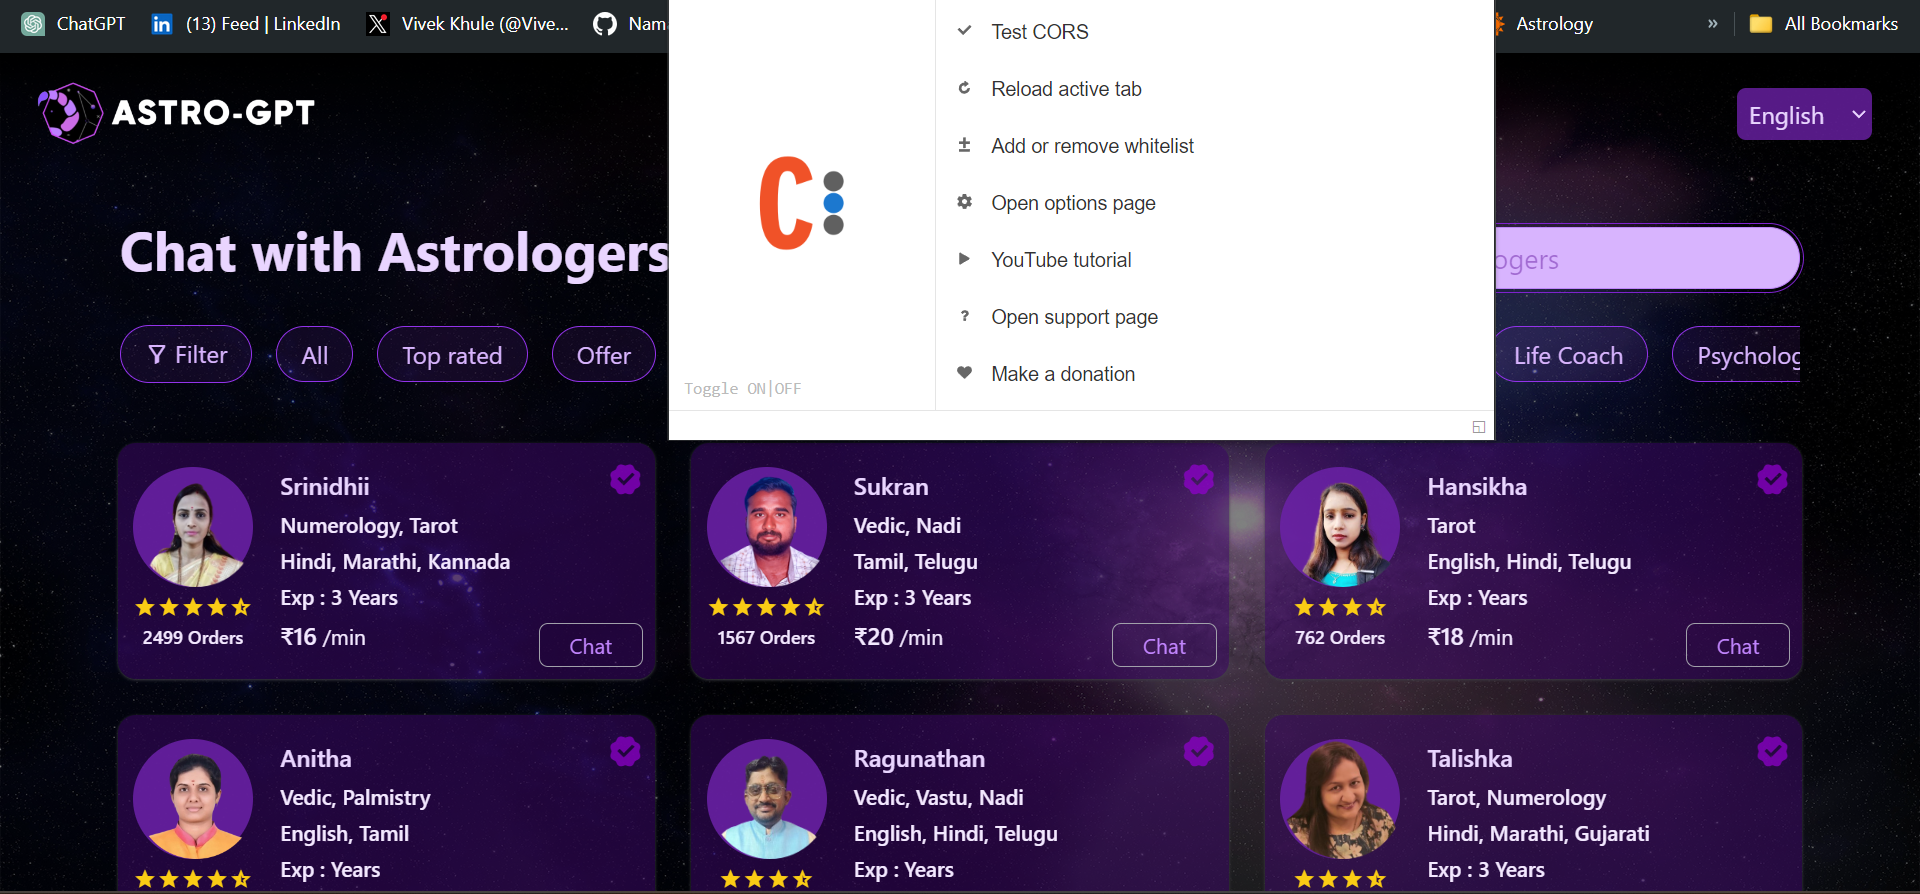 ChatGPT
(13) Feed | LinkedIn
Vivek Khule (@Vive...
Nam
Astrology
»
All Bookmarks
ASTRO-GPT
English
Test CORS
Reload active tab
Add or remove whitelist
Open options page
YouTube tutorial
Open support page
Make a donation
C
Toggle ON|OFF
Chat with Astrologers
ogers
Filter
All
Top rated
Offer
Life Coach
Psycholog
Srinidhii
Numerology, Tarot
Hindi, Marathi, Kannada
Exp : 3 Years
2499 Orders
₹16 /min
Chat
Sukran
Vedic, Nadi
Tamil, Telugu
Exp : 3 Years
1567 Orders
₹20 /min
Chat
Hansikha
Tarot
English, Hindi, Telugu
Exp : Years
762 Orders
₹18 /min
Chat
Anitha
Vedic, Palmistry
English, Tamil
Exp : Years
Ragunathan
Vedic, Vastu, Nadi
English, Hindi, Telugu
Exp : Years
Talishka
Tarot, Numerology
Hindi, Marathi, Gujarati
Exp : 3 Years